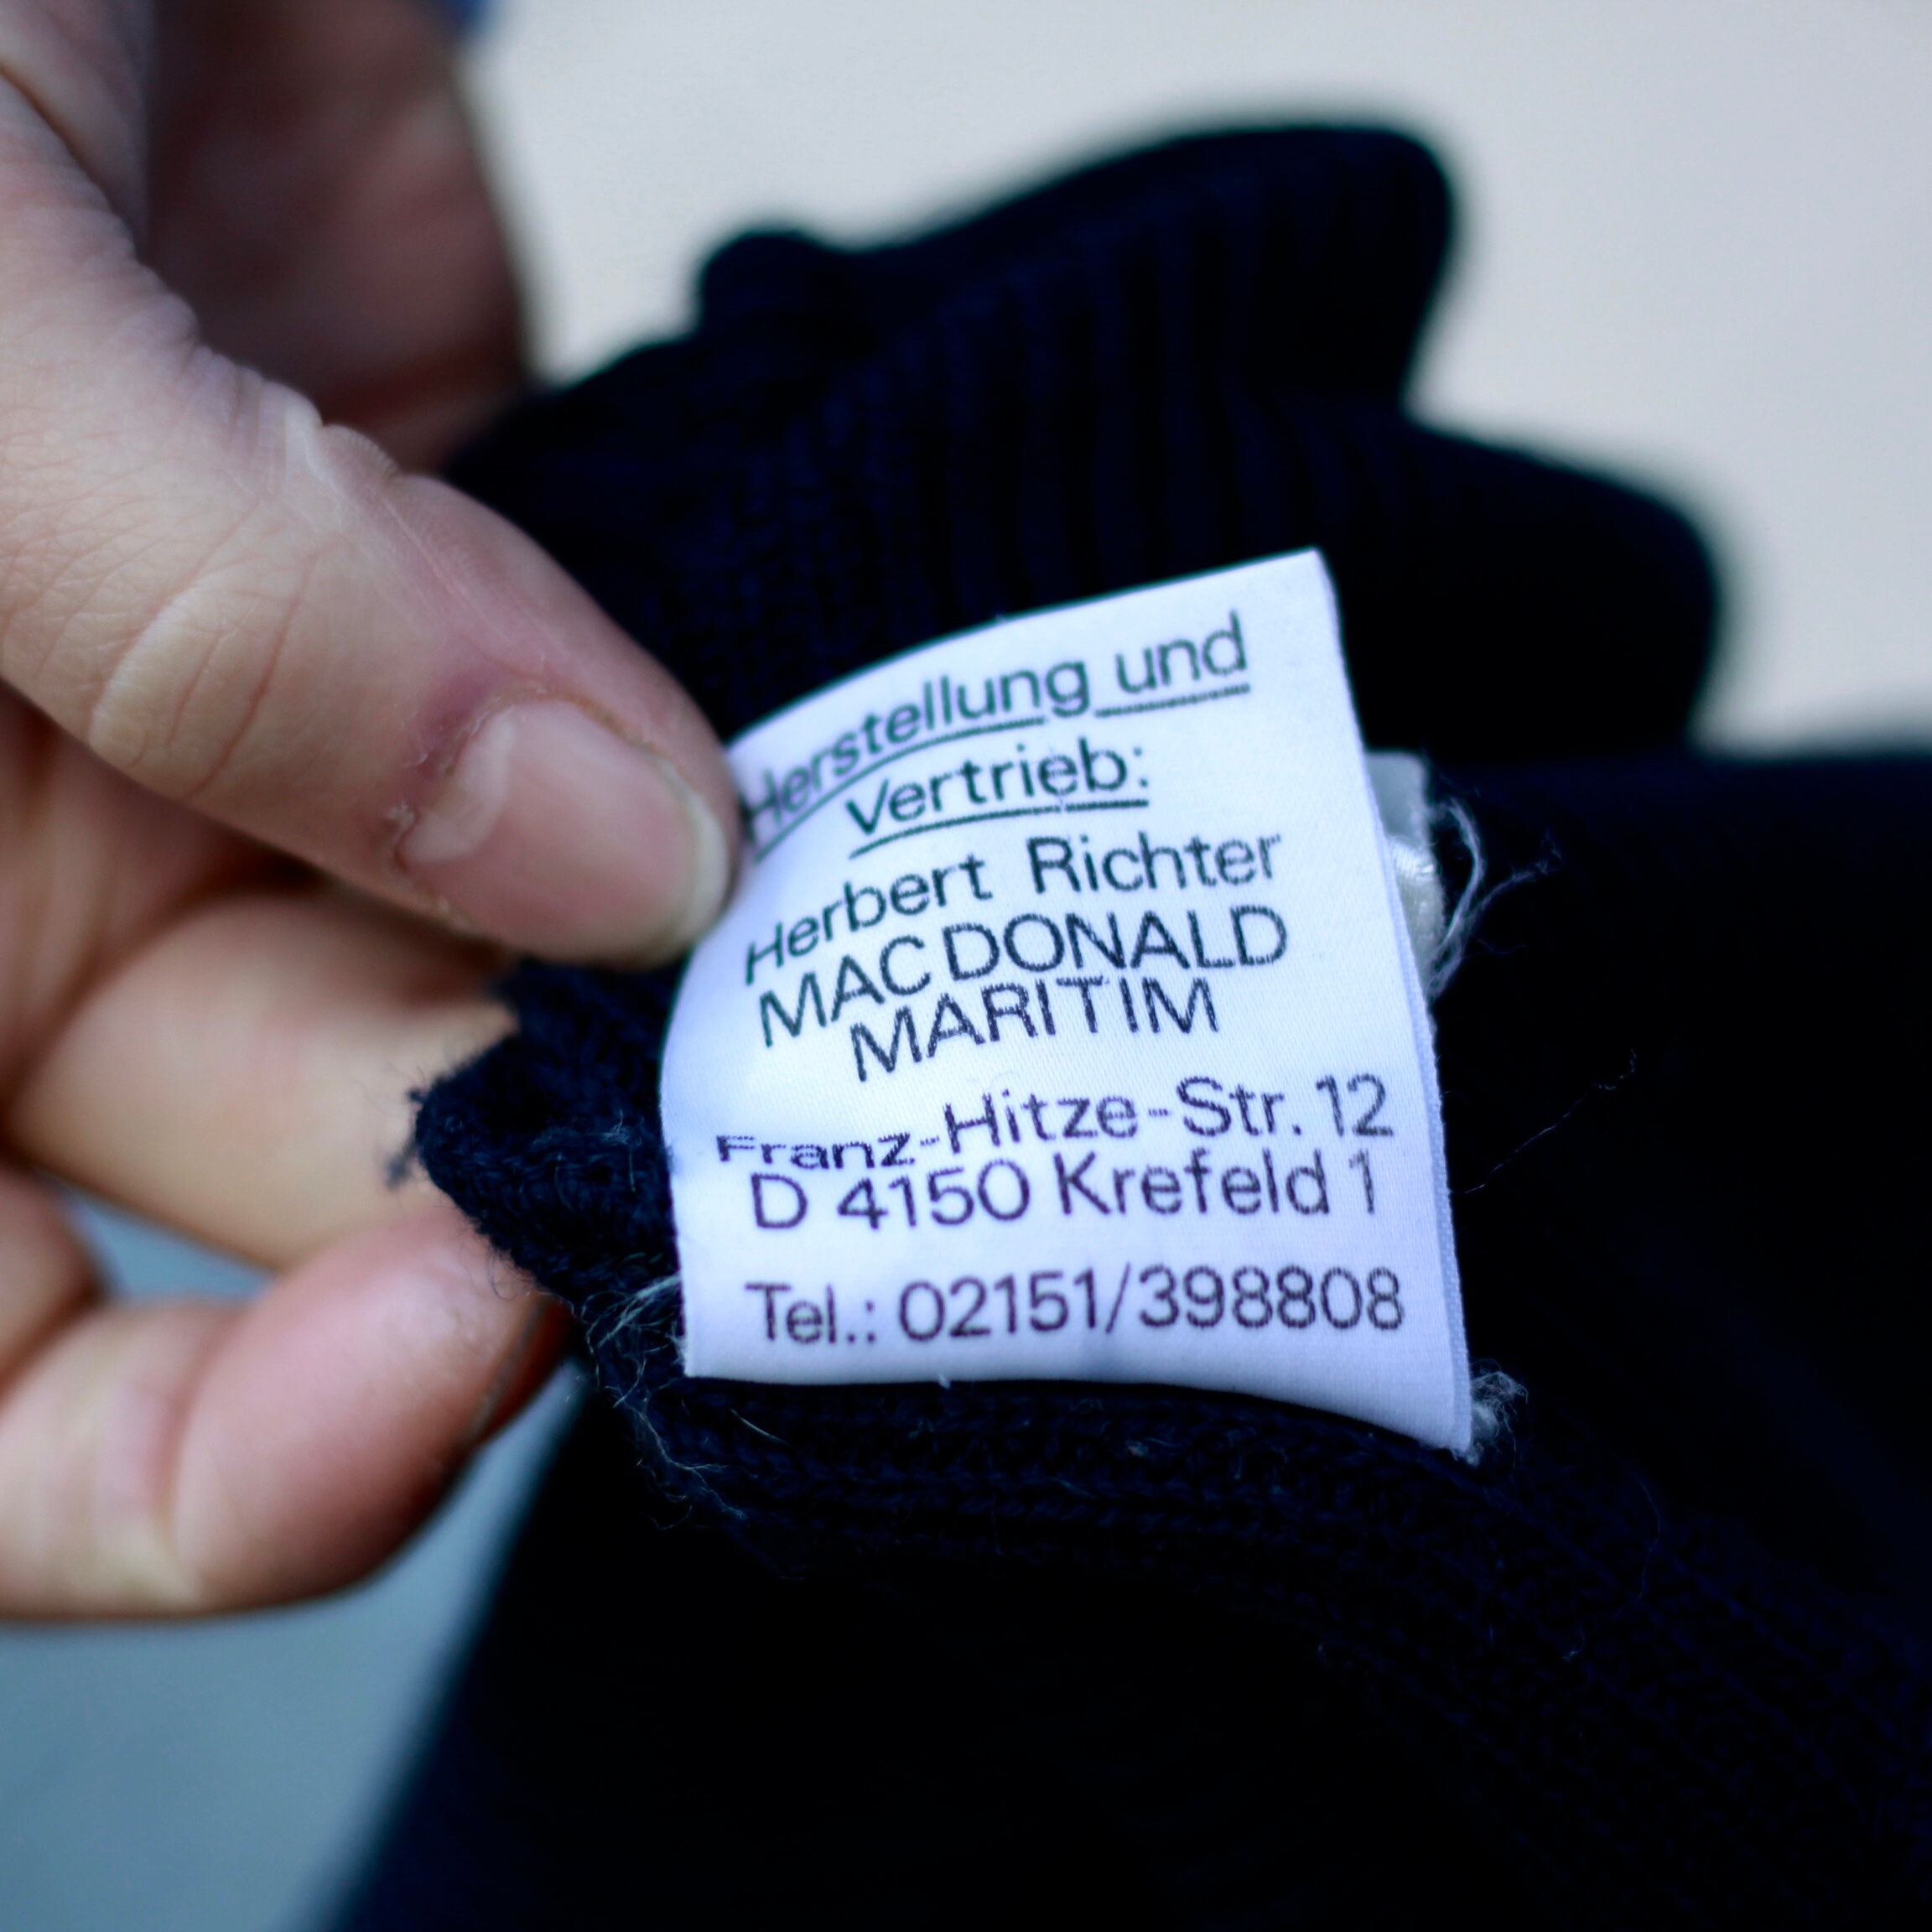 Herstellung und
Vertrieb:
Herbert Richter
MAC DONALD
MARITIM
Franz-Hitze-Str. 12
D 4150 Krefeld 1
Tel.: 02151/398808